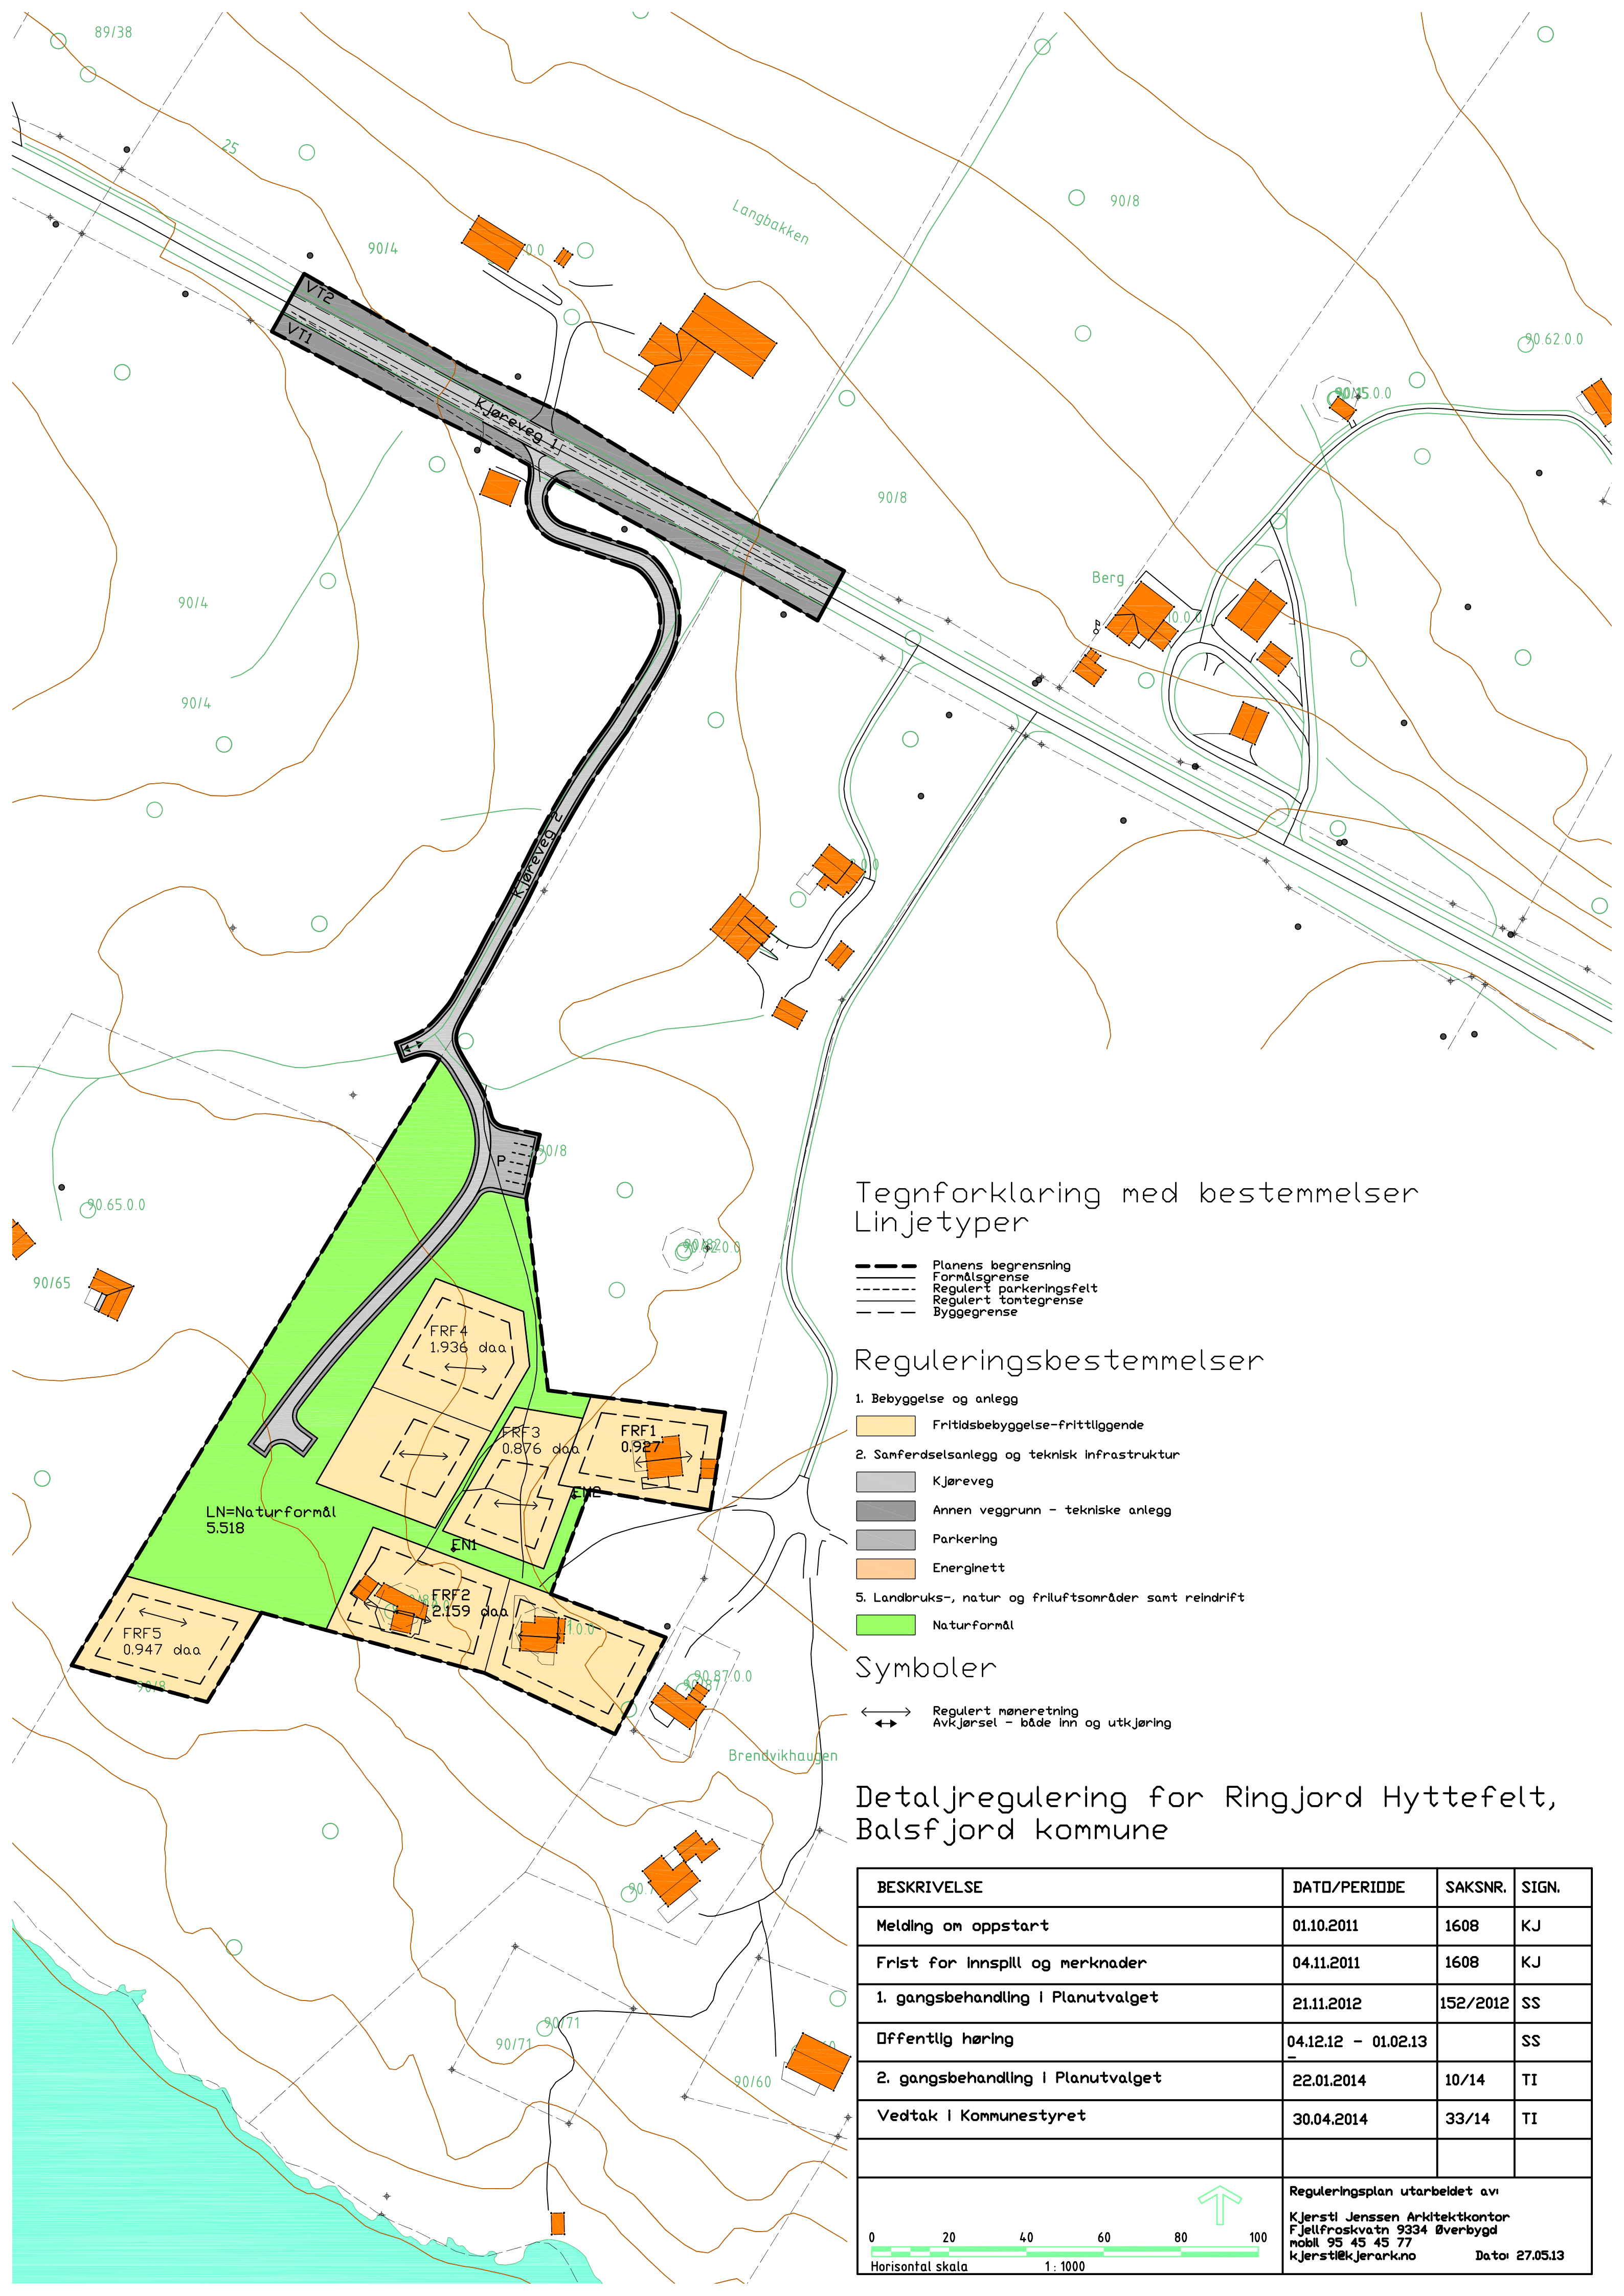 89/38
25
90/4
Langbakken
90/8
0.0
VT2
VT1
90.62.0.0
Kjøreveg 1
90/8
90/4
Berg
90/4
Kjøreveg 2
P
90/8
90.65.0.0
90/65
FRF4
1.936 daa
FRF3
0.876 daa
FRF1
0.927
EN2
LN=Naturformål
5.518
EN1
FRF2
2.159 daa
FRF5
0.947 daa
90/8
90.87.0.0
90/87
Brendvikhaugen
90/71
90/71
90/60
Tegnforklaring med bestemmelser
Linjetyper
Planens begrensning
Formålsgrense
Regulert parkeringsfelt
Regulert tomtegrense
Byggegrense
Reguleringsbestemmelser
1. Bebyggelse og anlegg
Fritidsbebyggelse-frittliggende
2. Samferdselsanlegg og teknisk infrastruktur
Kjøreveg
Annen veggrunn - tekniske anlegg
Parkering
Energinett
5. Landbruks-, natur og friluftsområder samt reindrift
Naturformål
Symboler
Regulert møneretning
Avkjørsel - både inn og utkjøring
Detaljregulering for Ringjord Hyttefelt,
Balsfjord kommune
BESKRIVELSE DATO/PERIODE SAKSNR. SIGN.
Melding om oppstart 01.10.2011 1608 KJ
Frist for innspill og merknader 04.11.2011 1608 KJ
1. gangsbehandling i Planutvalget 21.11.2012 152/2012 SS
Offentlig høring 04.12.12 - 01.02.13 SS
2. gangsbehandling i Planutvalget 22.01.2014 10/14 TI
Vedtak i Kommunestyret 30.04.2014 33/14 TI
Reguleringsplan utarbeidet av:
Kjersti Jenssen Arkitektkontor
Fjellfroskvatn 9334 Øverbygd
mobil 95 45 45 77
kjersti@kjerark.no Dato: 27.05.13
0 20 40 60 80 100
Horisontal skala 1 : 1000